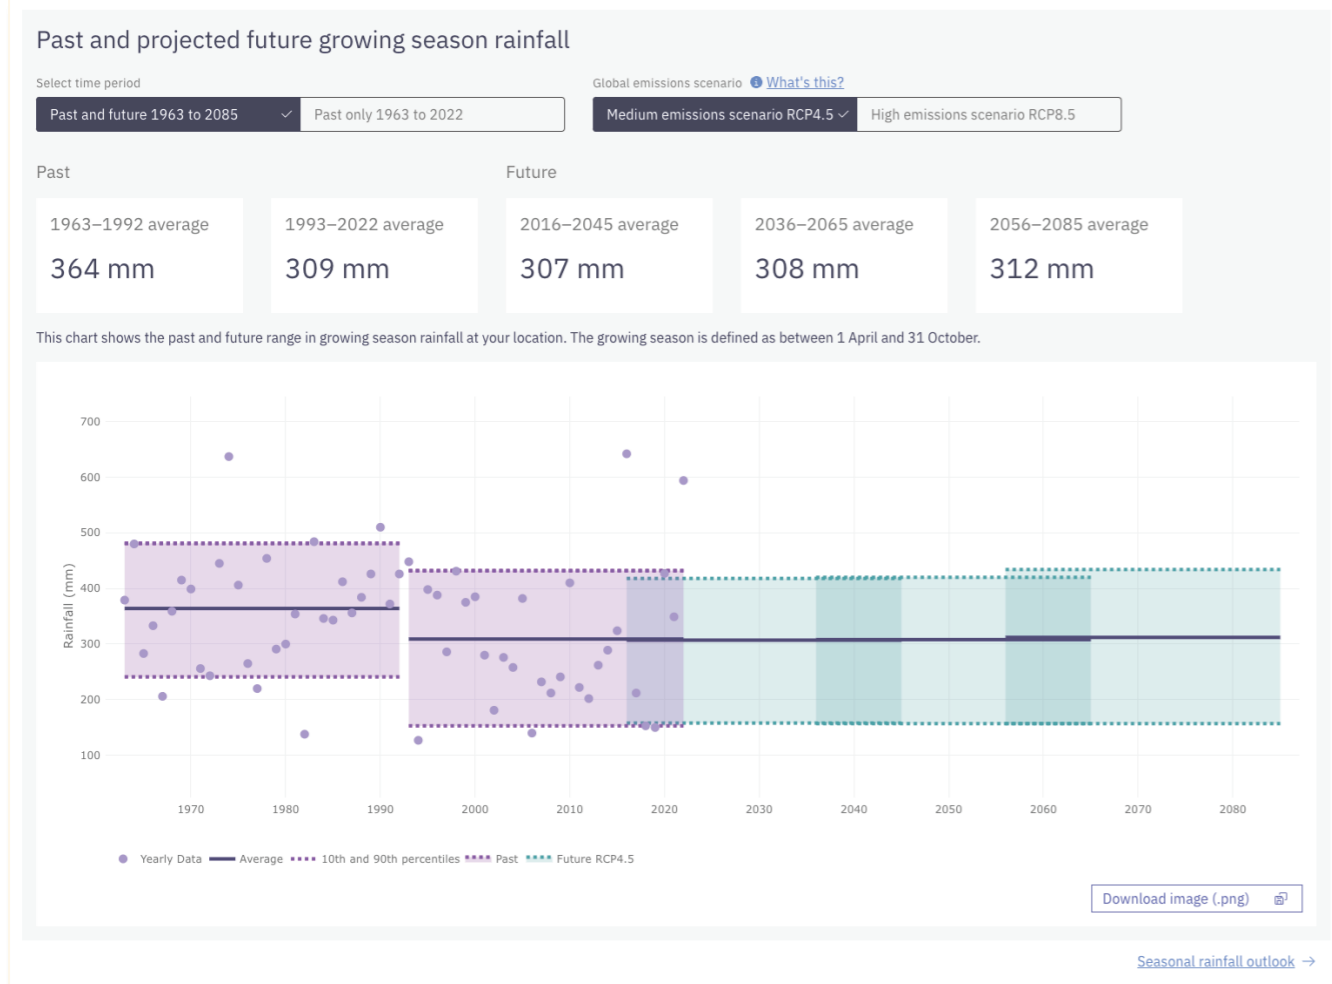 Past and projected future growing season rainfall
Select time period
Past and future 1963 to 2085
Past only 1963 to 2022
Global emissions scenario What's this?
Medium emissions scenario RCP4.5
High emissions scenario RCP8.5
Past
Future
1963–1992 average
364 mm
1993–2022 average
309 mm
2016–2045 average
307 mm
2036–2065 average
308 mm
2056–2085 average
312 mm
This chart shows the past and future range in growing season rainfall at your location. The growing season is defined as between 1 April and 31 October.
Rainfall (mm)
700
600
500
400
300
200
100
1970 1980 1990 2000 2010 2020 2030 2040 2050 2060 2070 2080
Yearly Data Average 10th and 90th percentiles Past Future RCP4.5
Download image (.png)
Seasonal rainfall outlook →